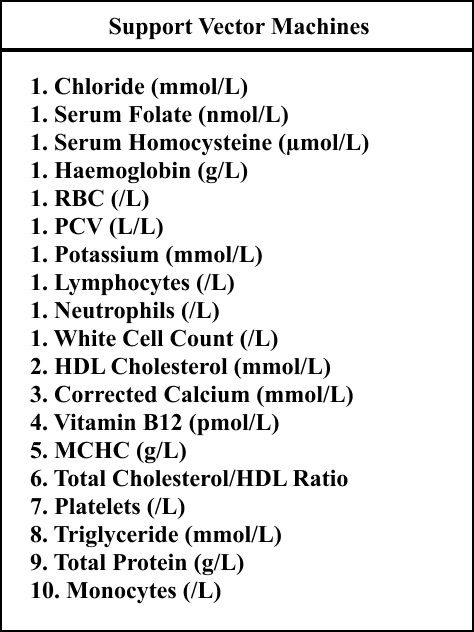 Support Vector Machines
1. Chloride (mmol/L)
1. Serum Folate (nmol/L)
1. Serum Homocysteine (µmol/L)
1. Haemoglobin (g/L)
1. RBC (/L)
1. PCV (L/L)
1. Potassium (mmol/L)
1. Lymphocytes (/L)
1. Neutrophils (/L)
1. White Cell Count (/L)
2. HDL Cholesterol (mmol/L)
3. Corrected Calcium (mmol/L)
4. Vitamin B12 (pmol/L)
5. MCHC (g/L)
6. Total Cholesterol/HDL Ratio
7. Platelets (/L)
8. Triglyceride (mmol/L)
9. Total Protein (g/L)
10. Monocytes (/L)